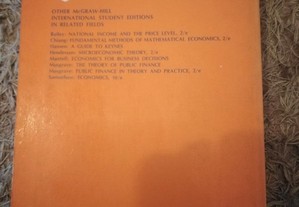 OTHER McGRAW-HILL
INTERNATIONAL STUDENT EDITIONS
IN RELATED FIELDS
Bailey: NATIONAL INCOME AND THE PRICE LEVEL, 2/e
Chiang: FUNDAMENTAL METHODS OF MATHEMATICAL ECONOMICS, 2/e
Hansen: A GUIDE TO KEYNES
Henderson: MICROECONOMIC THEORY, 2/e
ECONOMICS FOR BUSINESS DECISIONS
Musgrave: THE THEORY OF PUBLIC FINANCE
Musgrave: PUBLIC FINANCE IN THEORY AND PRACTICE, 2/e
Samuelson: ECONOMICS, 10/e